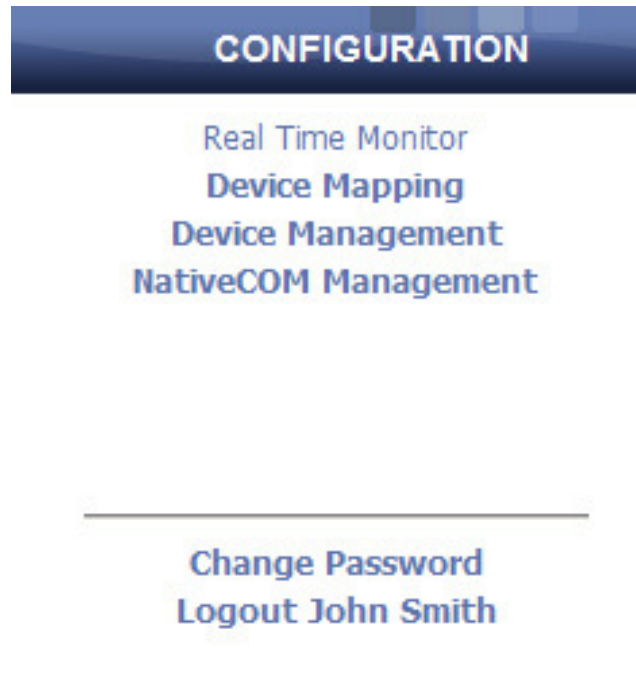 CONFIGURATION
Real Time Monitor
Device Mapping
Device Management
NativeCOM Management
Change Password
Logout John Smith